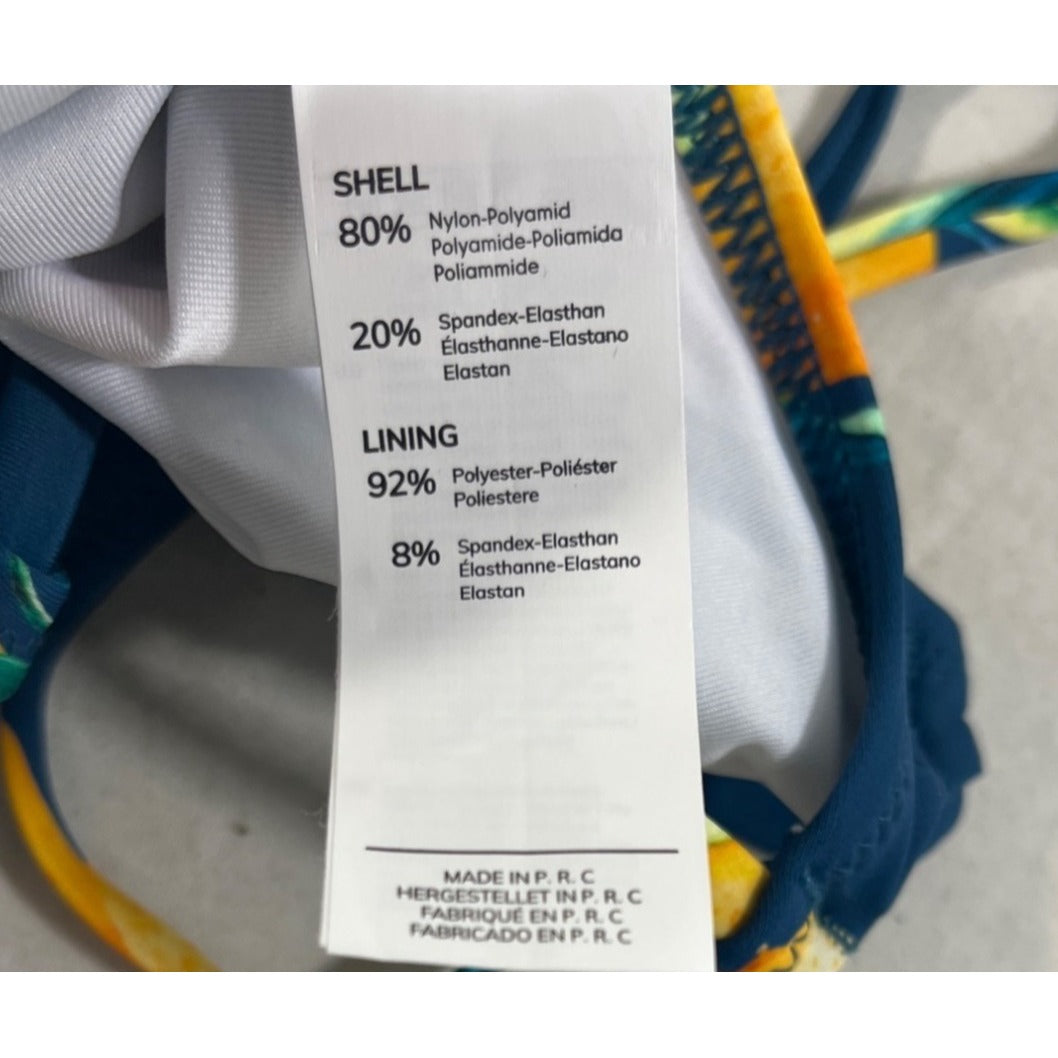 SHELL
80% Nylon-Polyamid
Polyamide-Poliamida
Poliammide
20% Spandex-Elasthan
Élasthanne-Elastano
Elastan
LINING
92% Polyester-Poliéster
Poliestere
8% Spandex-Elasthan
Élasthanne-Elastano
Elastan
MADE IN P. R. C
HERGESTELLET IN P. R. C
FABRIQUÉ EN P. R. C
FABRICADO EN P. R. C